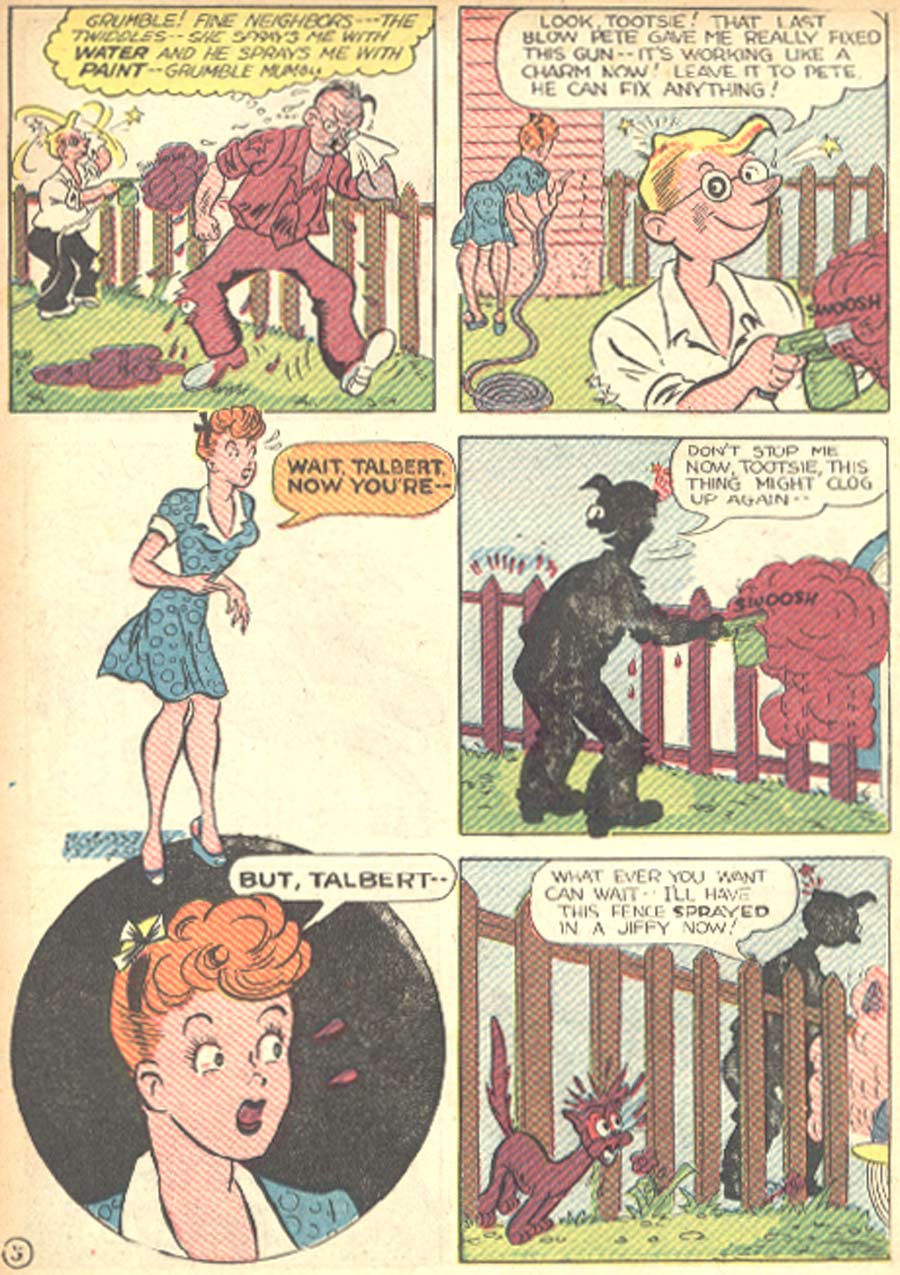 GRUMBLE! FINE NEIGHBORS---THE
TWIDDLES--SHE SPRAYS ME WITH
WATER AND HE SPRAYS ME WITH
PAINT--GRUMBLE MUMBLE
SWOOSH
LOOK, TOOTSIE! THAT LAST
BLOW PETE GAVE ME REALLY FIXED
THIS GUN--IT'S WORKING LIKE A
CHARM NOW! LEAVE IT TO PETE.
HE CAN FIX ANYTHING!
SWOOSH
WAIT, TALBERT,
NOW YOU'RE--
DON'T STOP ME
NOW, TOOTSIE, THIS
THING MIGHT CLOG
UP AGAIN--
SWOOSH
BUT, TALBERT--
WHAT EVER YOU WANT
CAN WAIT-- I'LL HAVE
THIS FENCE SPRAYED
IN A JIFFY NOW!
5